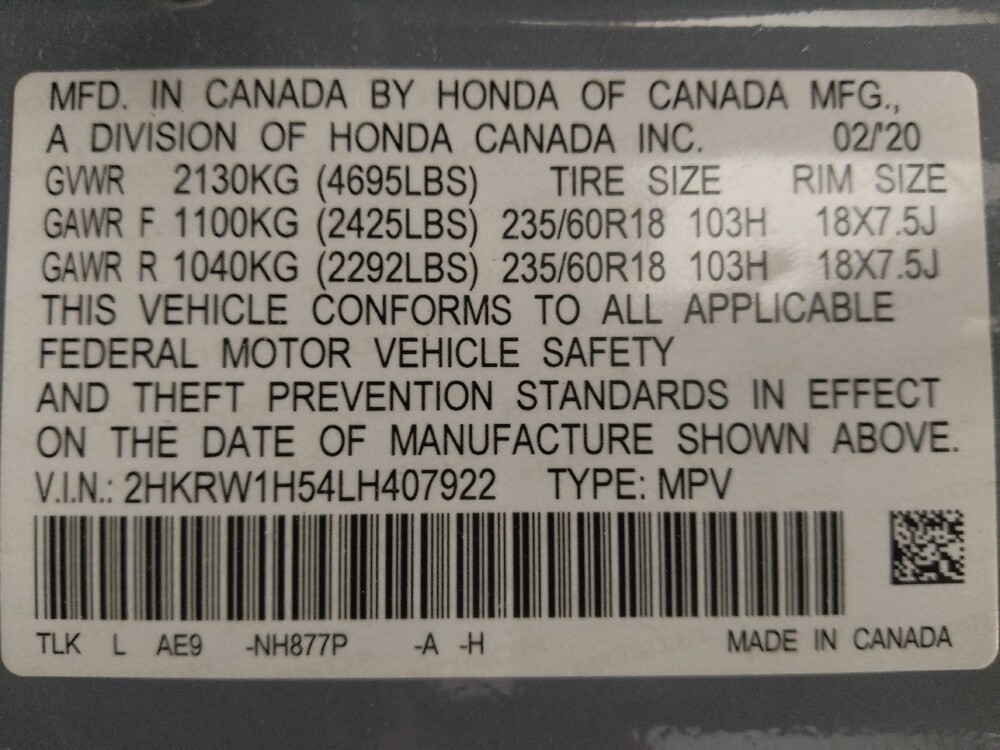 MFD. IN CANADA BY HONDA OF CANADA MFG.,
A DIVISION OF HONDA CANADA INC. 02/'20
GVWR 2130KG (4695LBS) TIRE SIZE RIM SIZE
GAWR F 1100KG (2425LBS) 235/60R18 103H 18X7.5J
GAWR R 1040KG (2292LBS) 235/60R18 103H 18X7.5J
THIS VEHICLE CONFORMS TO ALL APPLICABLE
FEDERAL MOTOR VEHICLE SAFETY
AND THEFT PREVENTION STANDARDS IN EFFECT
ON THE DATE OF MANUFACTURE SHOWN ABOVE.
V.I.N.: 2HKRW1H54LH407922 TYPE: MPV
TLK L AE9 -NH877P -A -H MADE IN CANADA